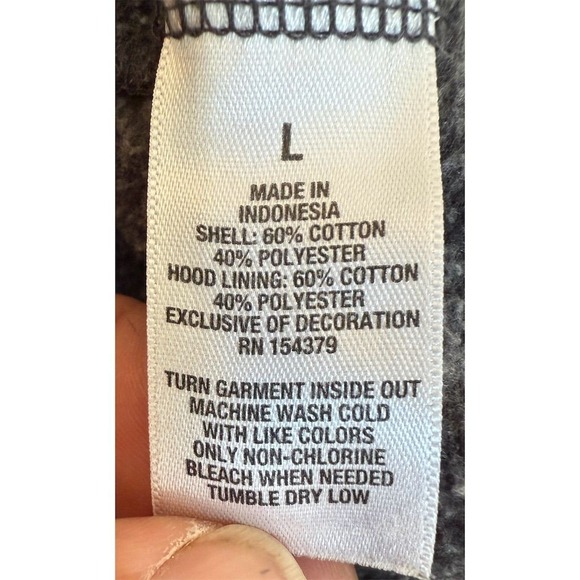 L
MADE IN
INDONESIA
SHELL: 60% COTTON
40% POLYESTER
HOOD LINING: 60% COTTON
40% POLYESTER
EXCLUSIVE OF DECORATION
RN 154379
TURN GARMENT INSIDE OUT
MACHINE WASH COLD
WITH LIKE COLORS
ONLY NON-CHLORINE
BLEACH WHEN NEEDED
TUMBLE DRY LOW